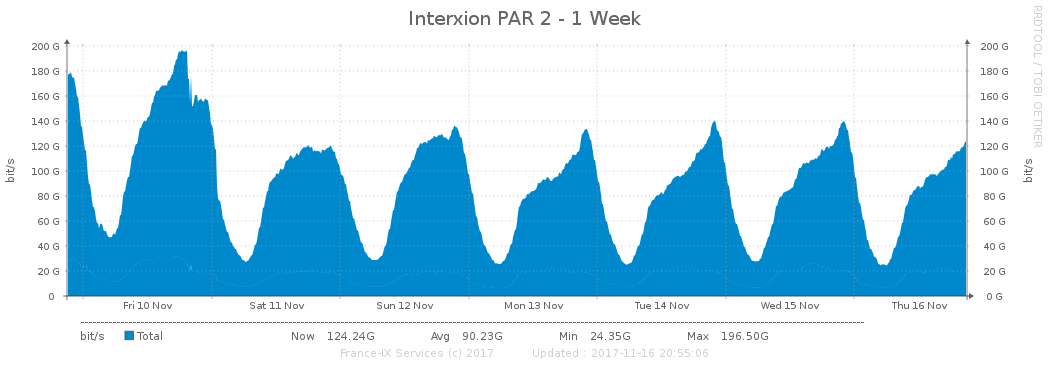 Interxion PAR 2 - 1 Week
RRDTOOL / TOBI OETIKER
bit/s
200 G 200 G
180 G 180 G
160 G 160 G
140 G 140 G
120 G 120 G
100 G 100 G
80 G 80 G
60 G 60 G
40 G 40 G
20 G 20 G
0 0 G
bit/s
Fri 10 Nov Sat 11 Nov Sun 12 Nov Mon 13 Nov Tue 14 Nov Wed 15 Nov Thu 16 Nov
bit/s Total Now 124.24G Avg 90.23G Min 24.35G Max 196.50G
France-IX Services (c) 2017 Updated : 2017-11-16 20:55:06